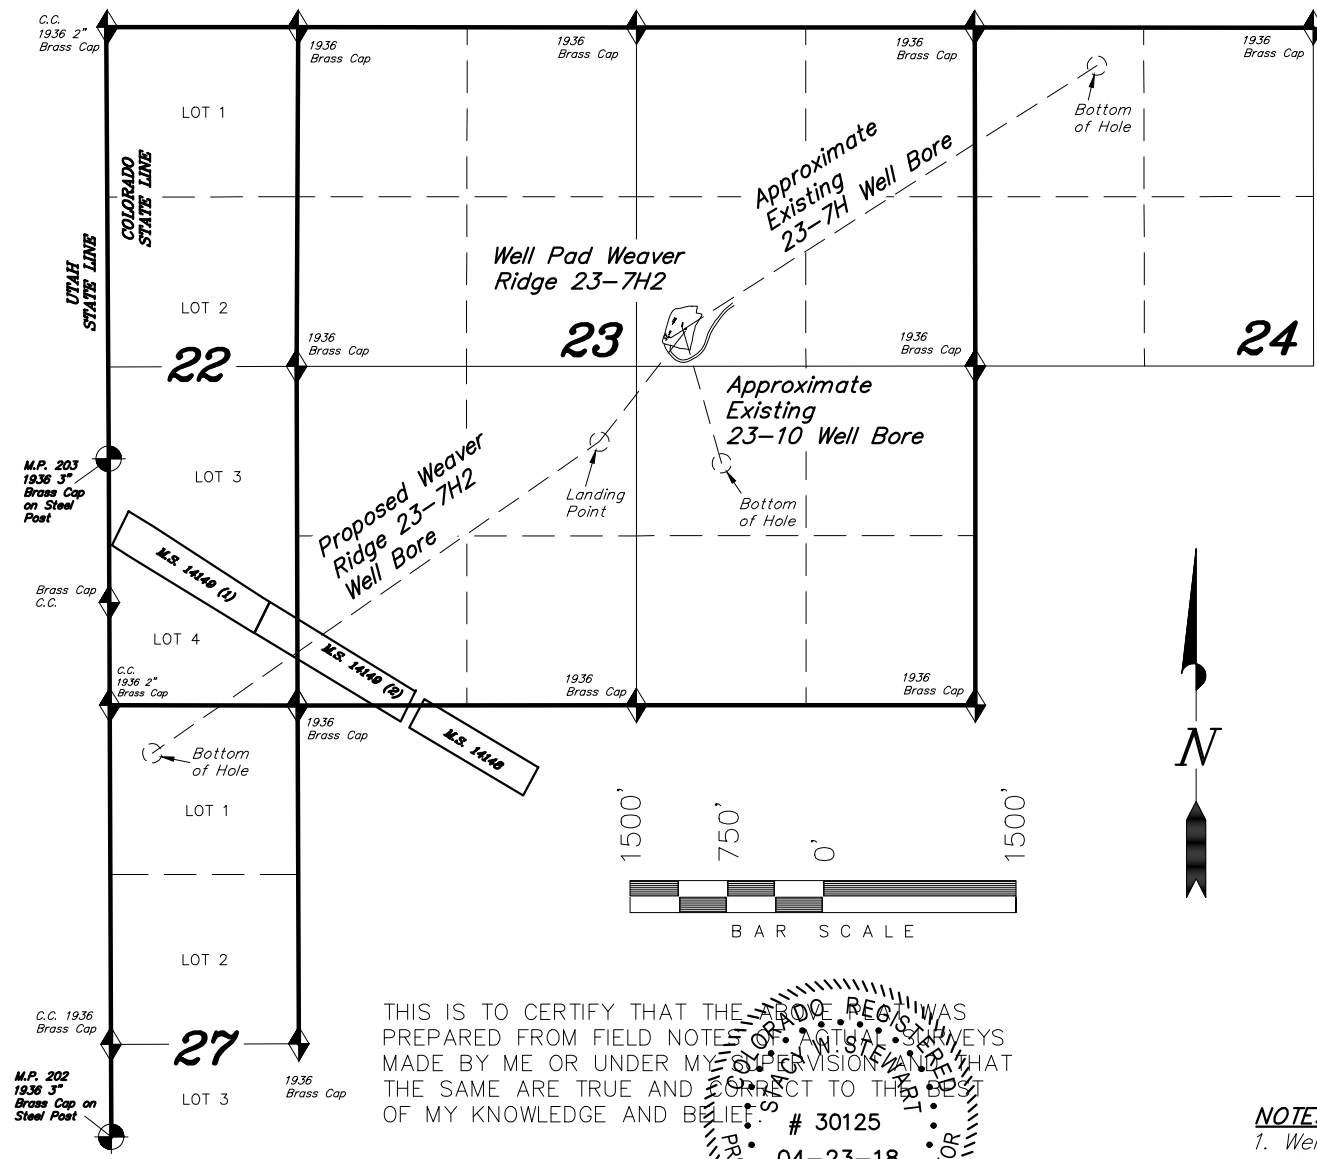 C.C.
1936 2"
Brass Cap
1936
Brass Cap
1936
Brass Cap
1936
Brass Cap
1936
Brass Cap
LOT 1
Bottom
of Hole
UTAH
STATE LINE
COLORADO
STATE LINE
Approximate
Existing
23-7H Well Bore
Well Pad Weaver
Ridge 23-7H2
LOT 2
22
1936
Brass Cap
23
1936
Brass Cap
24
Approximate
Existing
23-10 Well Bore
M.P. 203
1936 3"
Brass Cap
on Steel
Post
LOT 3
Proposed Weaver
Ridge 23-7H2
Well Bore
Landing
Point
Bottom
of Hole
M.S. 14149 (1)
Brass Cap
C.C.
LOT 4
M.S. 14149 (2)
C.C.
1936 2"
Brass Cap
1936
Brass Cap
1936
Brass Cap
1936
Brass Cap
M.S. 14148
Bottom
of Hole
LOT 1
N
1500'
750'
0'
1500'
BAR SCALE
LOT 2
C.C. 1936
Brass Cap
27
1936
Brass Cap
M.P. 202
1936 3"
Brass Cap on
Steel Post
LOT 3
THIS IS TO CERTIFY THAT THE ABOVE PLAT WAS
PREPARED FROM FIELD NOTES OF ACTUAL SURVEYS
MADE BY ME OR UNDER MY SUPERVISION AND THAT
THE SAME ARE TRUE AND CORRECT TO THE BEST
OF MY KNOWLEDGE AND BELIEF.
COLORADO REGISTERED
STACY W. STEWART
# 30125
04-23-18
NOTES
1. Wel